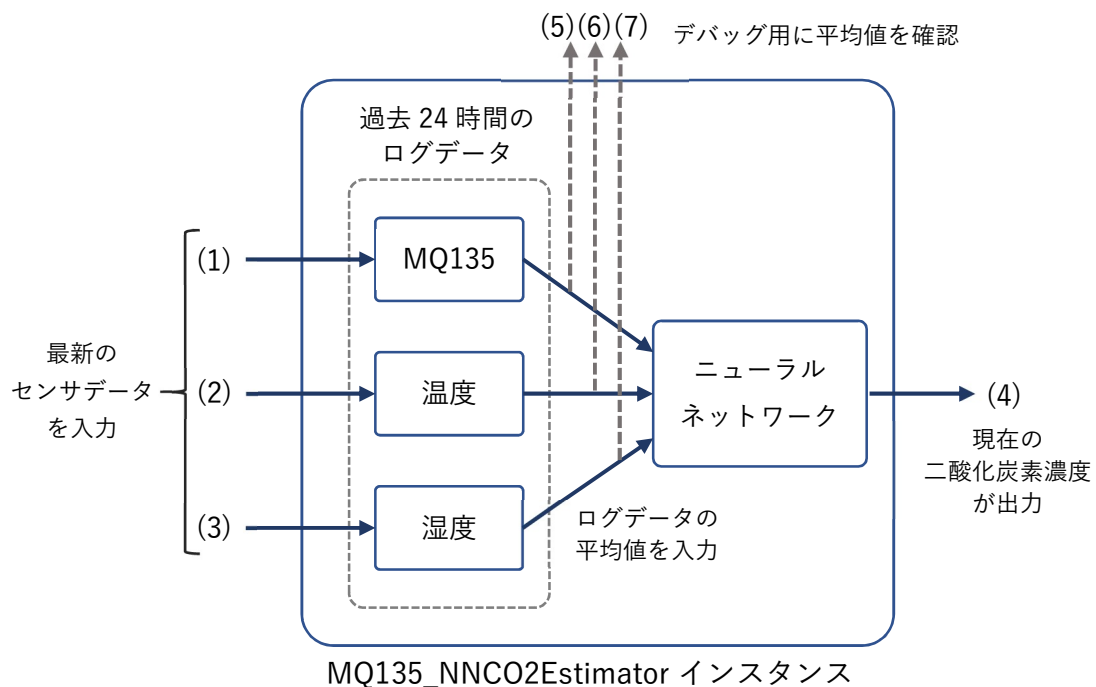 (5)(6)(7) デバッグ用に平均値を確認
過去 24 時間の
ログデータ
(1)
MQ135
最新の
センサデータ
を入力
(2)
温度
ニューラル
ネットワーク
(4)
現在の
二酸化炭素濃度
が出力
(3)
湿度
ログデータの
平均値を入力
MQ135_NNCO2Estimator インスタンス